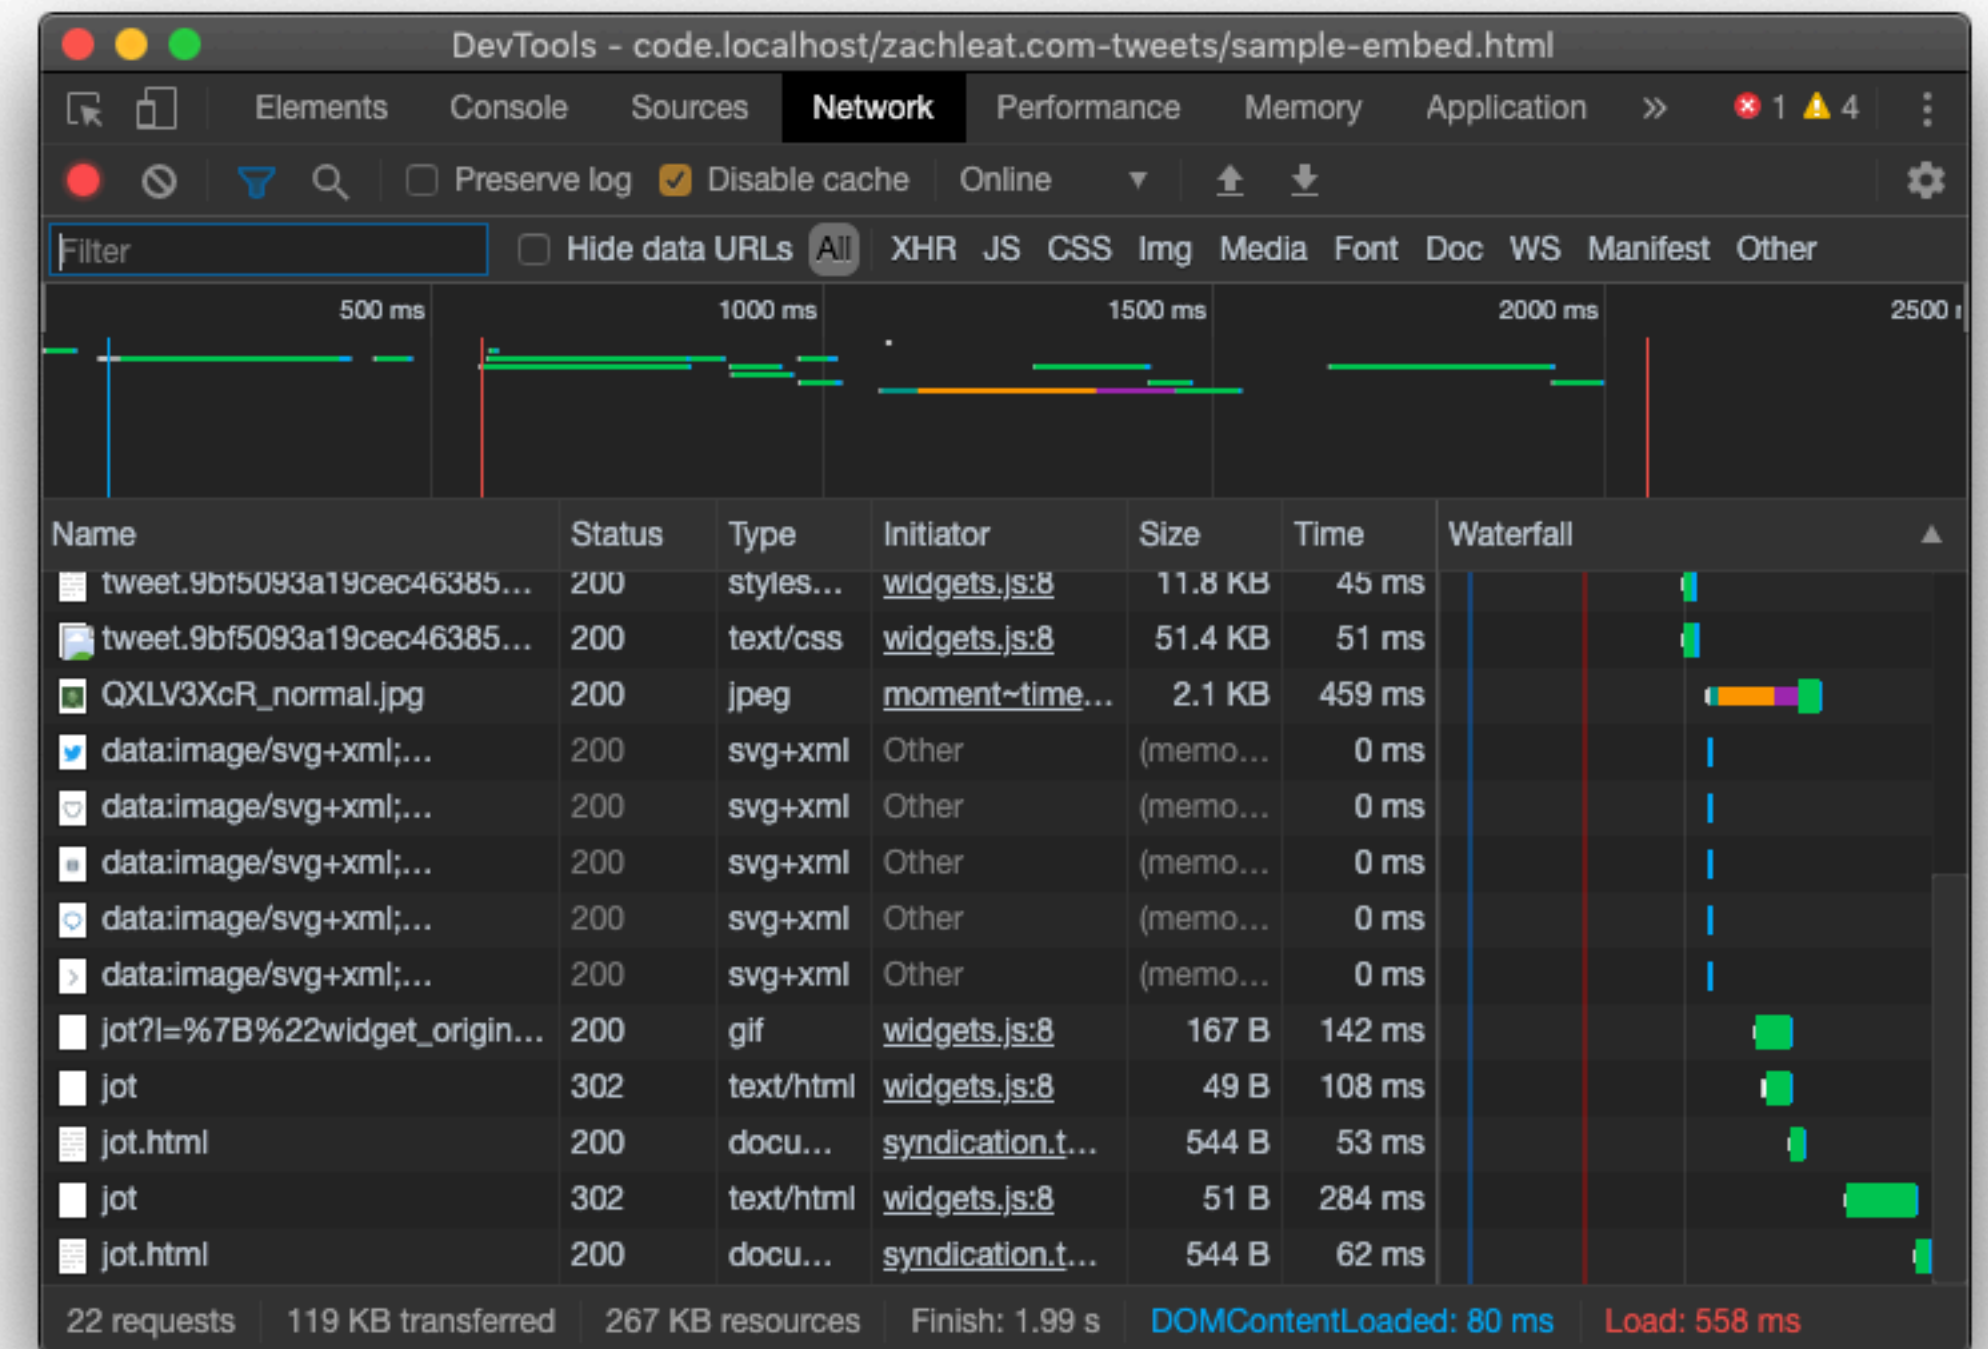 DevTools - code.localhost/zachleat.com-tweets/sample-embed.html
Elements Console Sources Network Performance Memory Application » 1 4
Preserve log Disable cache Online
Filter Hide data URLs All XHR JS CSS Img Media Font Doc WS Manifest Other
500 ms 1000 ms 1500 ms 2000 ms 2500
Name Status Type Initiator Size Time Waterfall
tweet.9bf5093a19cec46385... 200 styles... widgets.js:8 11.8 KB 45 ms
tweet.9bf5093a19cec46385... 200 text/css widgets.js:8 51.4 KB 51 ms
QXLV3XcR_normal.jpg 200 jpeg moment~time... 2.1 KB 459 ms
data:image/svg+xml;... 200 svg+xml Other (memo... 0 ms
data:image/svg+xml;... 200 svg+xml Other (memo... 0 ms
data:image/svg+xml;... 200 svg+xml Other (memo... 0 ms
data:image/svg+xml;... 200 svg+xml Other (memo... 0 ms
data:image/svg+xml;... 200 svg+xml Other (memo... 0 ms
jot?l=%7B%22widget_origin... 200 gif widgets.js:8 167 B 142 ms
jot 302 text/html widgets.js:8 49 B 108 ms
jot.html 200 docu... syndication.t... 544 B 53 ms
jot 302 text/html widgets.js:8 51 B 284 ms
jot.html 200 docu... syndication.t... 544 B 62 ms
22 requests 119 KB transferred 267 KB resources Finish: 1.99 s DOMContentLoaded: 80 ms Load: 558 ms